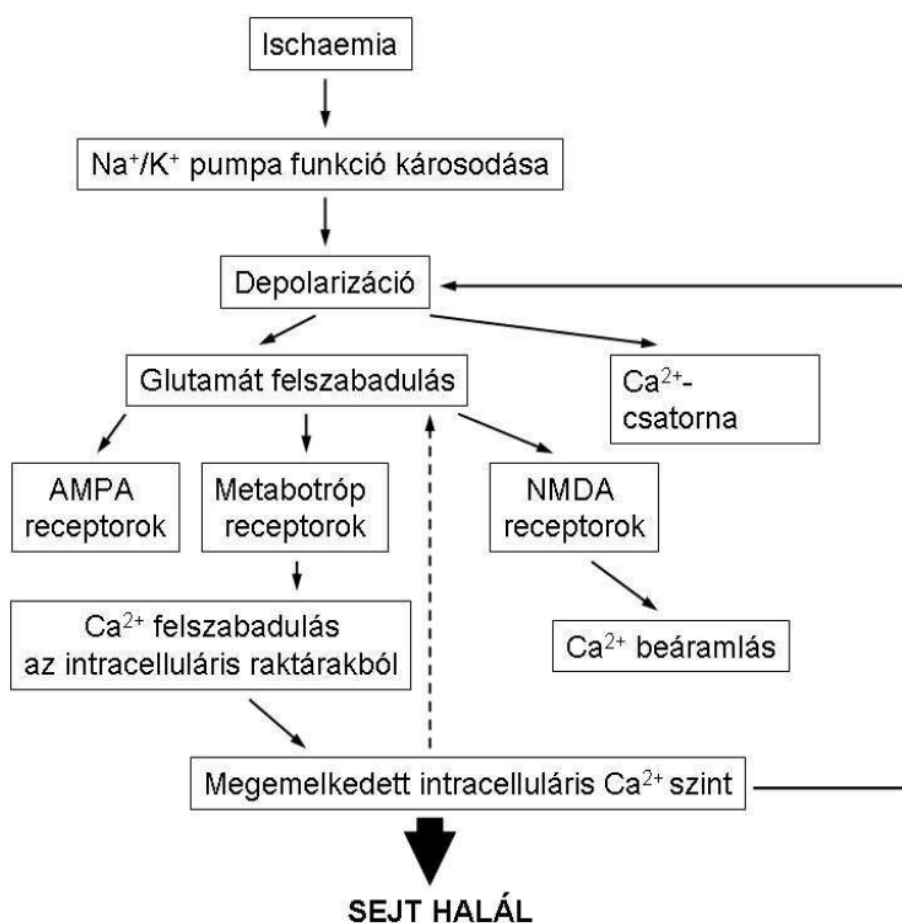 Ischaemia
Na⁺/K⁺ pumpa funkció károsodása
Depolarizáció
Glutamát felszabadulás
Ca²⁺-
csatorna
AMPA
receptorok
Metabotróp
receptorok
NMDA
receptorok
Ca²⁺ felszabadulás
az intracelluláris raktárakból
Ca²⁺ beáramlás
Megemelkedett intracelluláris Ca²⁺ szint
SEJT HALÁL